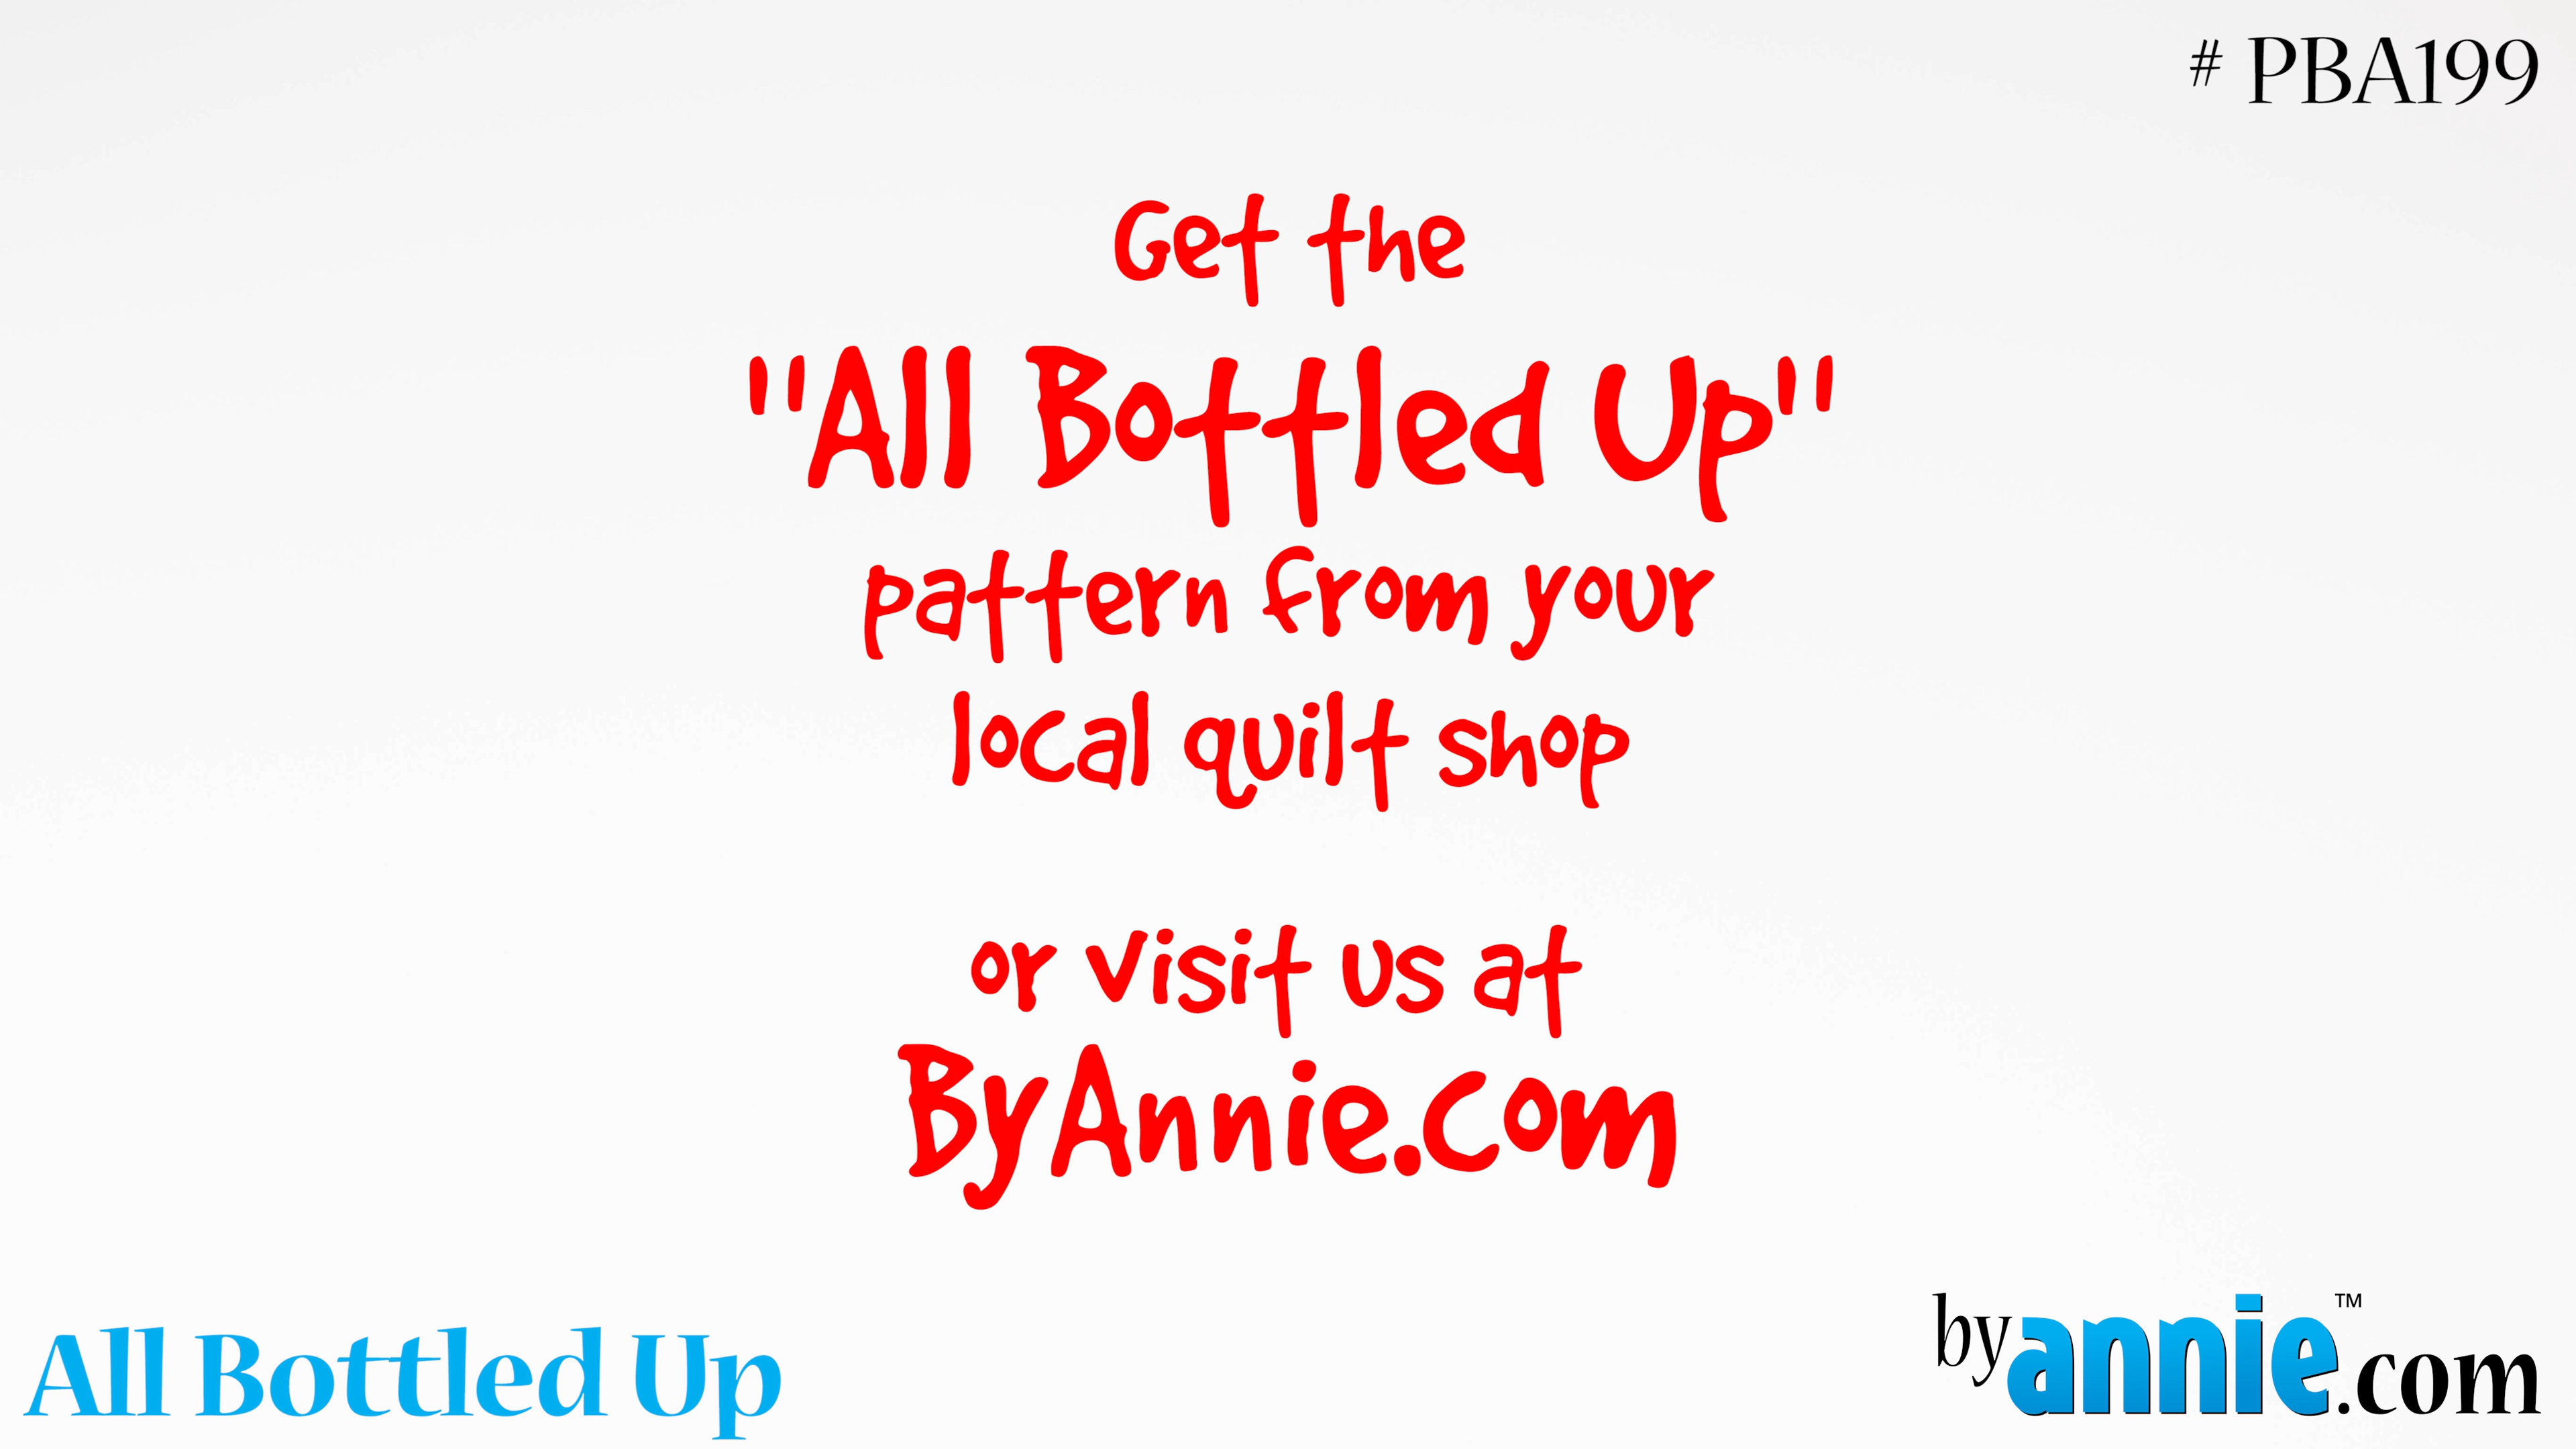 # PBA199
Get the
"All Bottled Up"
pattern from your
local quilt shop
or visit us at
ByAnnie.com
All Bottled Up
byannie.com™